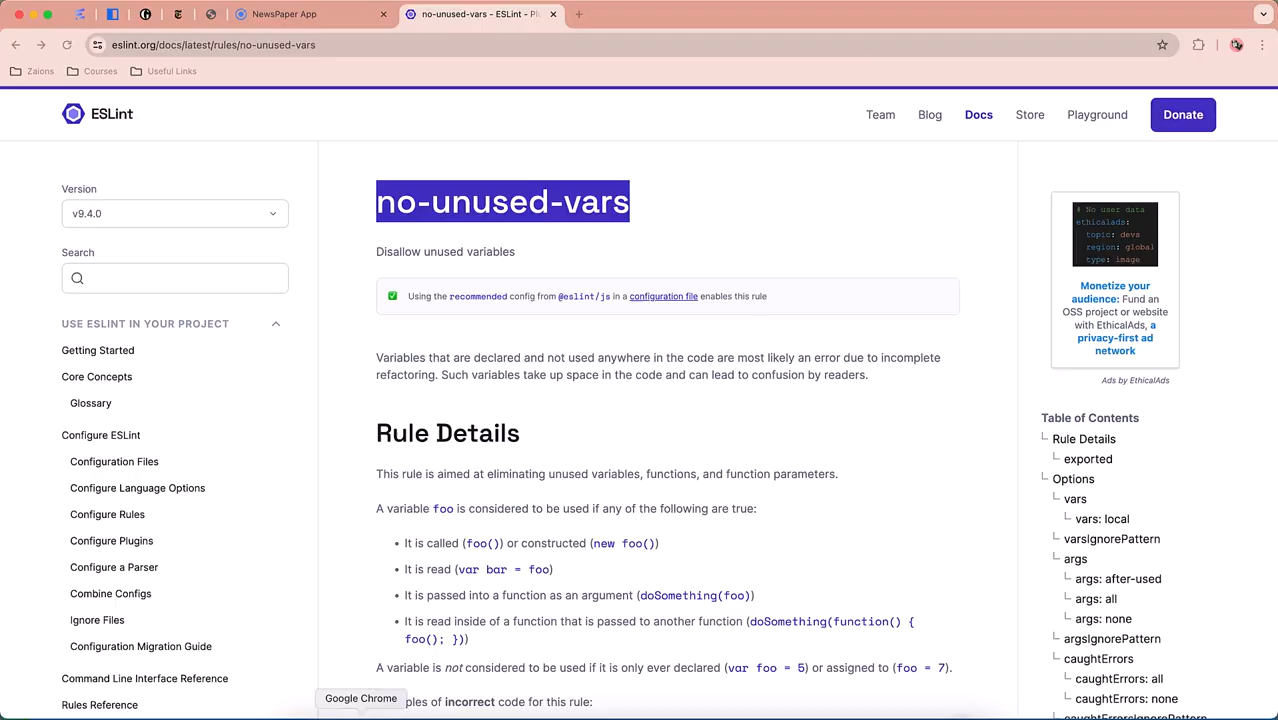 NewsPaper App
no-unused-vars - ESLint - Plu
eslint.org/docs/latest/rules/no-unused-vars
Zaions
Courses
Useful Links
ESLint
Team
Blog
Docs
Store
Playground
Donate
Version
v9.4.0
Search
USE ESLINT IN YOUR PROJECT
Getting Started
Core Concepts
Glossary
Configure ESLint
Configuration Files
Configure Language Options
Configure Rules
Configure Plugins
Configure a Parser
Combine Configs
Ignore Files
Configuration Migration Guide
Command Line Interface Reference
Rules Reference
no-unused-vars
Disallow unused variables
Using the recommended config from @eslint/js in a configuration file enables this rule
Variables that are declared and not used anywhere in the code are most likely an error due to incomplete
refactoring. Such variables take up space in the code and can lead to confusion by readers.
Rule Details
This rule is aimed at eliminating unused variables, functions, and function parameters.
A variable foo is considered to be used if any of the following are true:
• It is called (foo()) or constructed (new foo())
• It is read (var bar = foo)
• It is passed into a function as an argument (doSomething(foo))
• It is read inside of a function that is passed to another function (doSomething(function() {
foo(); }))
A variable is not considered to be used if it is only ever declared (var foo = 5) or assigned to (foo = 7).
ples of incorrect code for this rule:
Google Chrome
# No user data
ethicalads:
topic: devs
region: global
type: image
Monetize your
audience: Fund an
OSS project or website
with EthicalAds, a
privacy-first ad
network
Ads by EthicalAds
Table of Contents
Rule Details
exported
Options
vars
vars: local
varsIgnorePattern
args
args: after-used
args: all
args: none
argsIgnorePattern
caughtErrors
caughtErrors: all
caughtErrors: none
caughtErrorsIgnorePattern